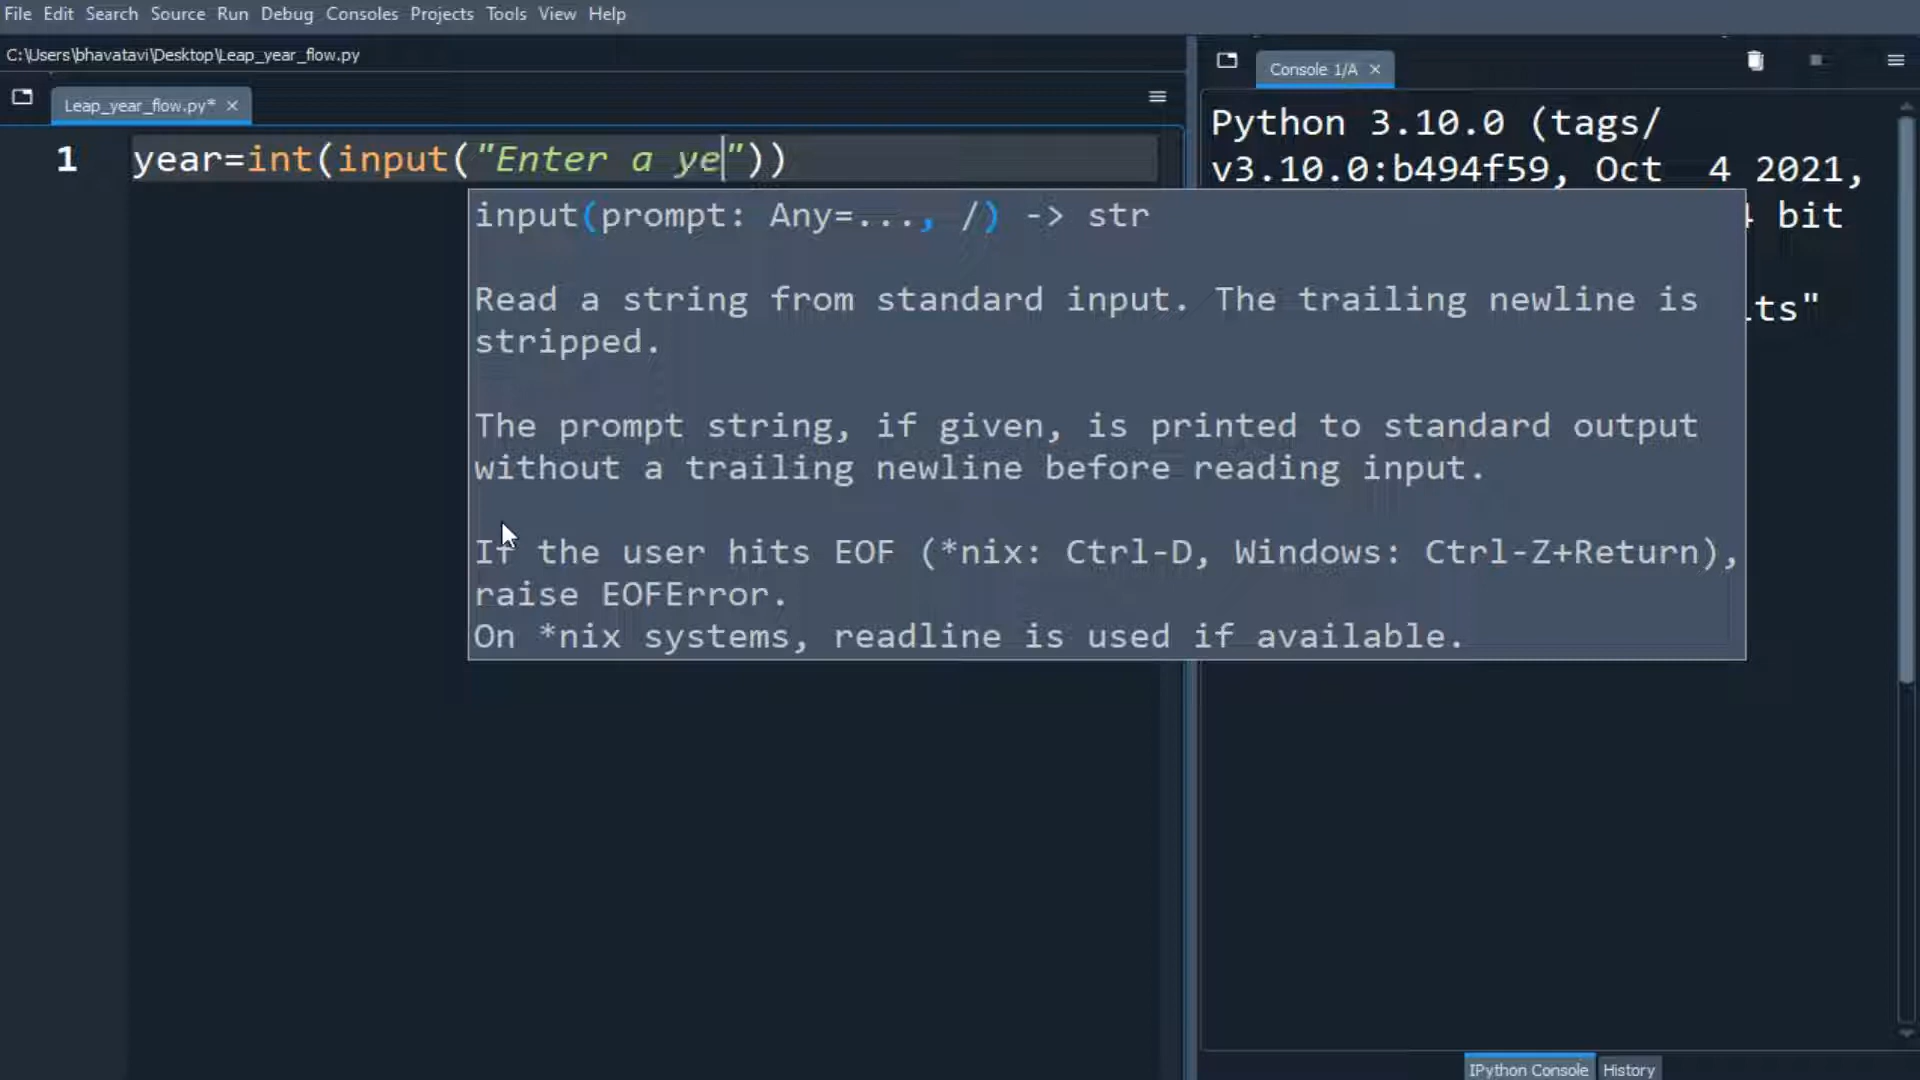 File Edit Search Source Run Debug Consoles Projects Tools View Help
C:\Users\bhavatavi\Desktop\Leap_year_flow.py
Leap_year_flow.py*
1 year=int(input("Enter a ye"))
input(prompt: Any=..., /) -> str
Read a string from standard input. The trailing newline is
stripped.
The prompt string, if given, is printed to standard output
without a trailing newline before reading input.
If the user hits EOF (*nix: Ctrl-D, Windows: Ctrl-Z+Return),
raise EOFError.
On *nix systems, readline is used if available.
Console 1/A
Python 3.10.0 (tags/
v3.10.0:b494f59, Oct  4 2021,
bit
ts"
IPython Console History